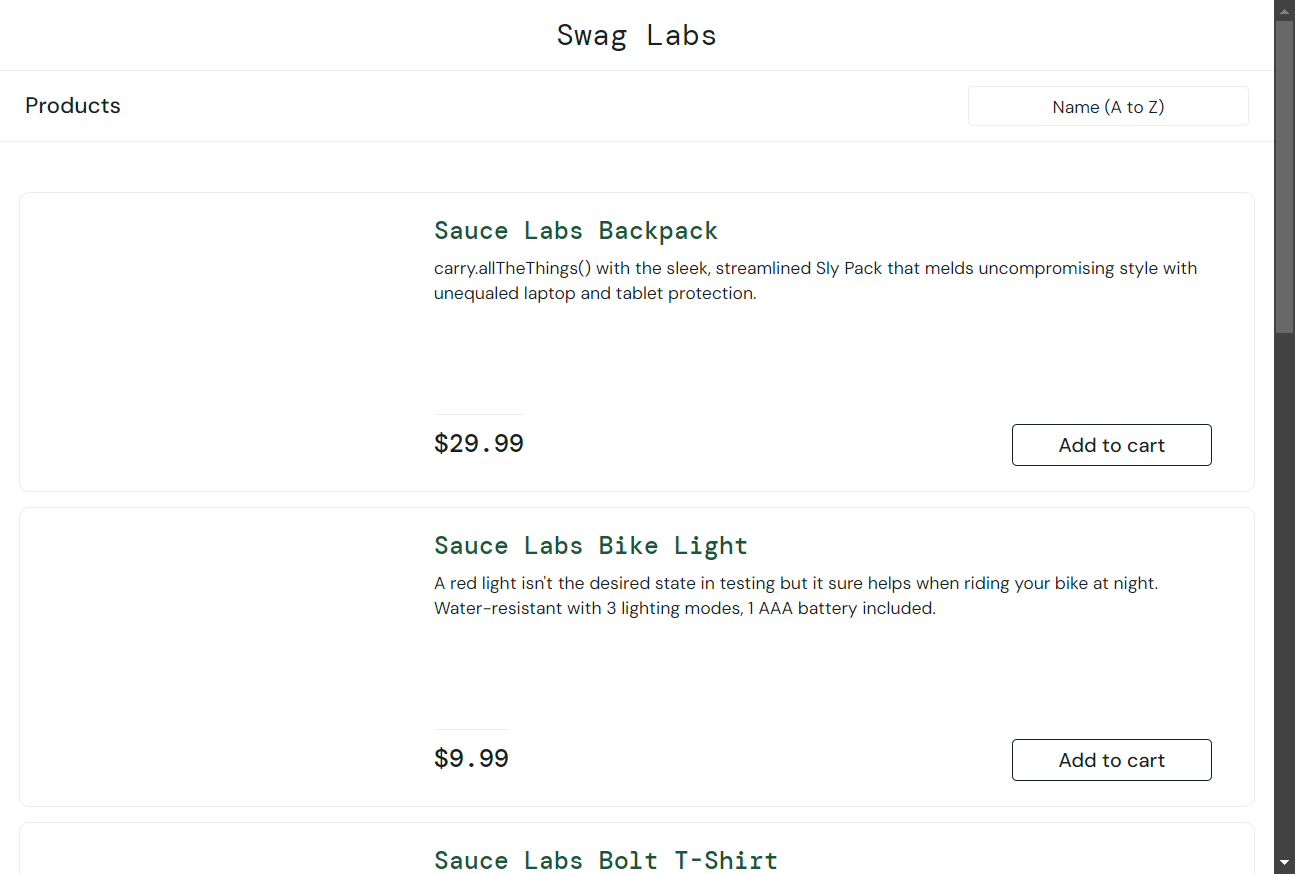 Swag Labs
Products
Name (A to Z)
Sauce Labs Backpack
carry.allTheThings() with the sleek, streamlined Sly Pack that melds uncompromising style with
unequaled laptop and tablet protection.
$29.99
Add to cart
Sauce Labs Bike Light
A red light isn't the desired state in testing but it sure helps when riding your bike at night.
Water-resistant with 3 lighting modes, 1 AAA battery included.
$9.99
Add to cart
Sauce Labs Bolt T-Shirt